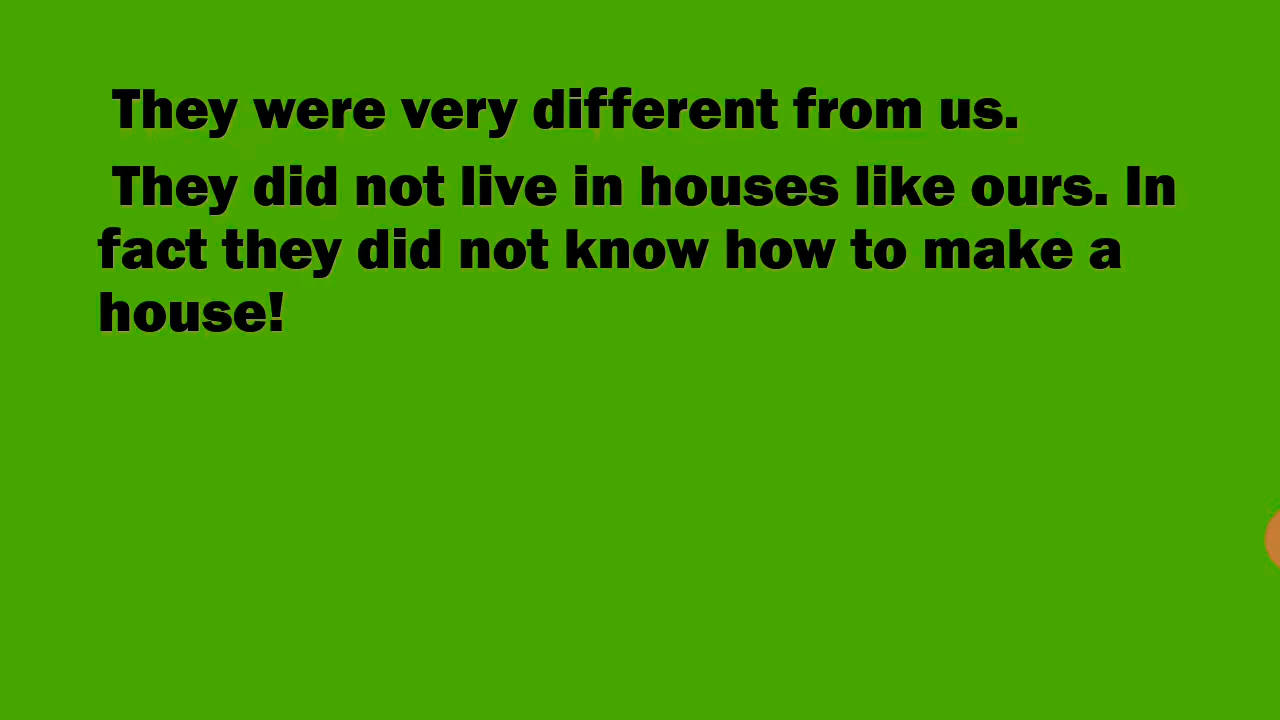 They were very different from us.
They did not live in houses like ours. In
fact they did not know how to make a
house!